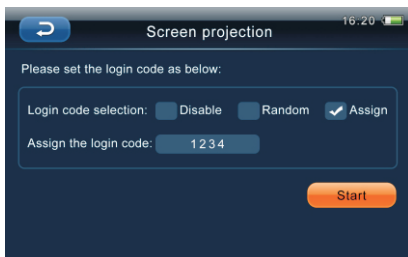 Screen projection 16:20
Please set the login code as below:
Login code selection: Disable Random Assign
Assign the login code: 1234
Start